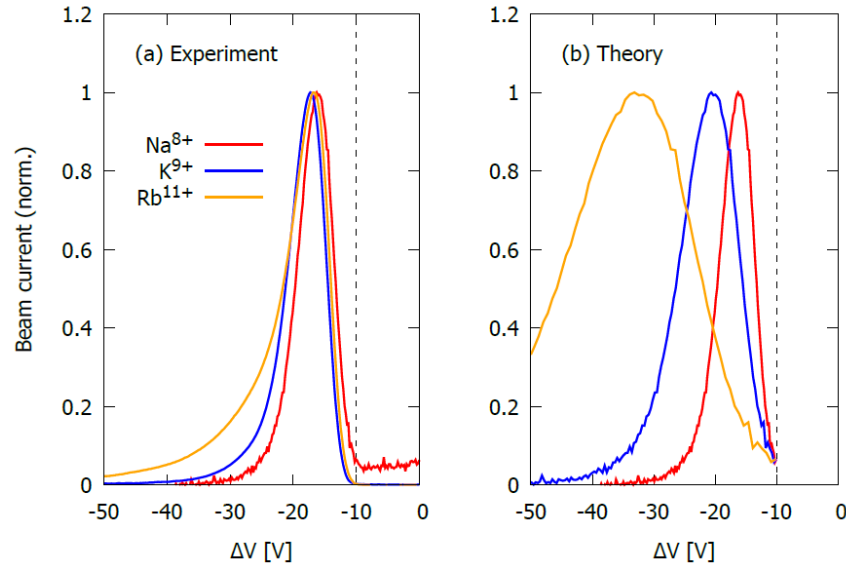 (a) Experiment
Na8+
K9+
Rb11+
Beam current (norm.)
1.2
1
0.8
0.6
0.4
0.2
0
-50 -40 -30 -20 -10 0
ΔV [V]
(b) Theory
1.2
1
0.8
0.6
0.4
0.2
0
-50 -40 -30 -20 -10 0
ΔV [V]